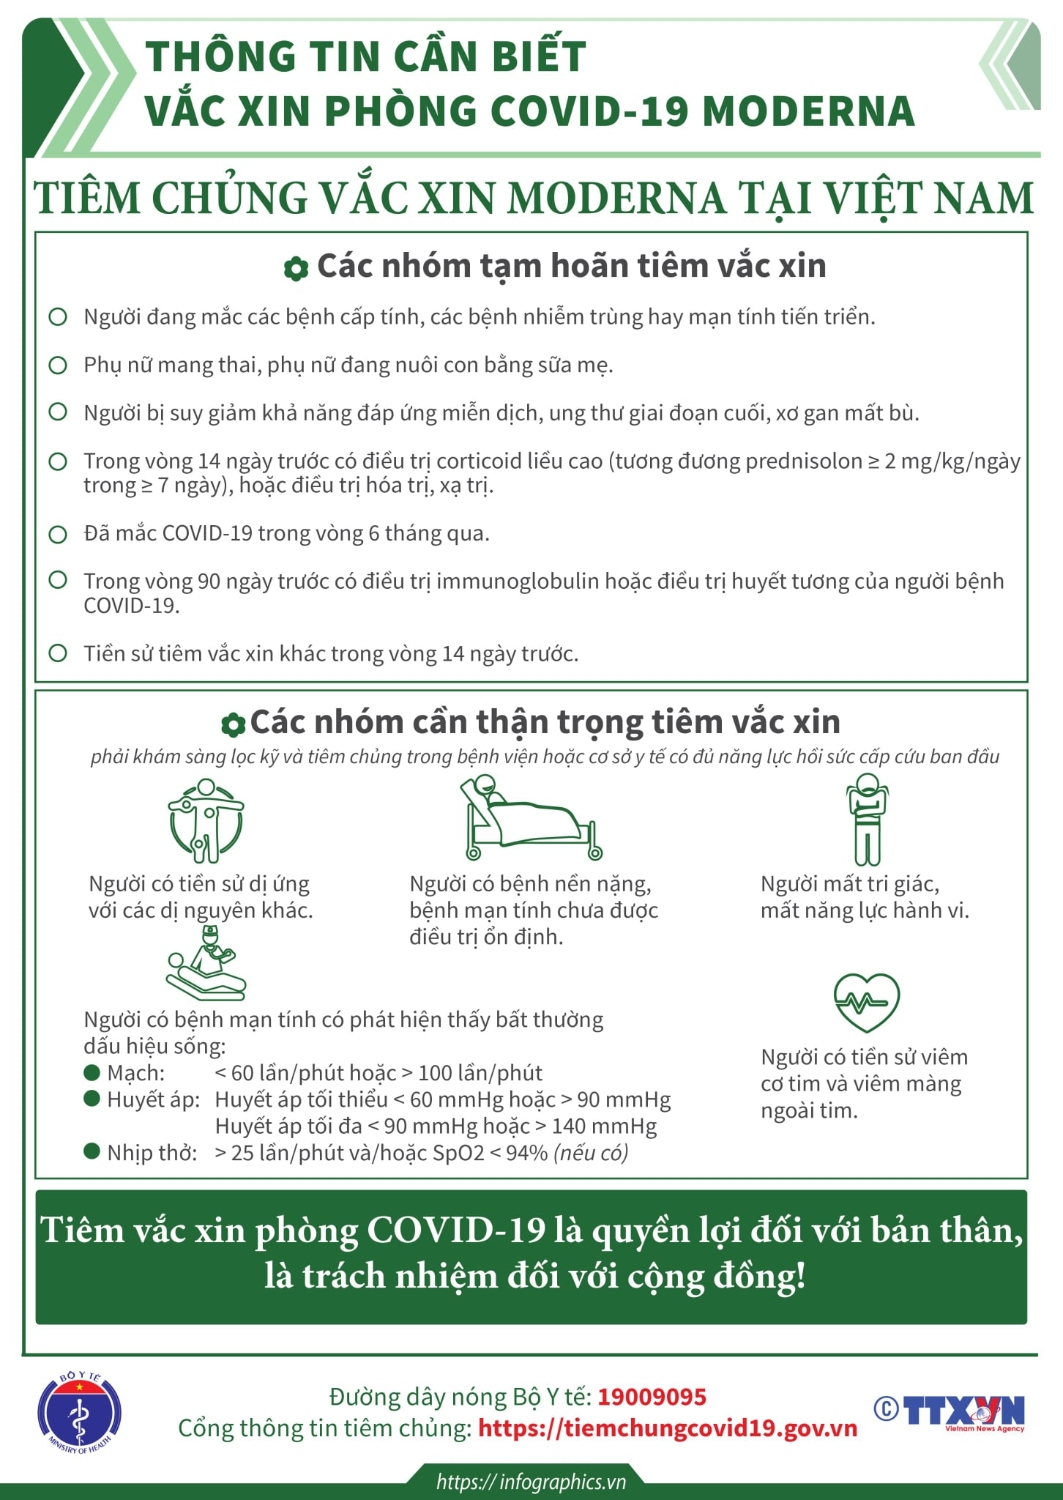 THÔNG TIN CẦN BIẾT
VẮC XIN PHÒNG COVID-19 MODERNA
TIÊM CHỦNG VẮC XIN MODERNA TẠI VIỆT NAM
Các nhóm tạm hoãn tiêm vắc xin
Người đang mắc các bệnh cấp tính, các bệnh nhiễm trùng hay mạn tính tiến triển.
Phụ nữ mang thai, phụ nữ đang nuôi con bằng sữa mẹ.
Người bị suy giảm khả năng đáp ứng miễn dịch, ung thư giai đoạn cuối, xơ gan mất bù.
Trong vòng 14 ngày trước có điều trị corticoid liều cao (tương đương prednisolon ≥ 2 mg/kg/ngày
trong ≥ 7 ngày), hoặc điều trị hóa trị, xạ trị.
Đã mắc COVID-19 trong vòng 6 tháng qua.
Trong vòng 90 ngày trước có điều trị immunoglobulin hoặc điều trị huyết tương của người bệnh
COVID-19.
Tiền sử tiêm vắc xin khác trong vòng 14 ngày trước.
Các nhóm cần thận trọng tiêm vắc xin
phải khám sàng lọc kỹ và tiêm chủng trong bệnh viện hoặc cơ sở y tế có đủ năng lực hồi sức cấp cứu ban đầu
Người có tiền sử dị ứng
với các dị nguyên khác.
Người có bệnh nền nặng,
bệnh mạn tính chưa được
điều trị ổn định.
Người mất tri giác,
mất năng lực hành vi.
Người có bệnh mạn tính có phát hiện thấy bất thường
dấu hiệu sống:
Mạch: < 60 lần/phút hoặc > 100 lần/phút
Huyết áp: Huyết áp tối thiểu < 60 mmHg hoặc > 90 mmHg
Huyết áp tối đa < 90 mmHg hoặc > 140 mmHg
Nhịp thở: > 25 lần/phút và/hoặc SpO2 < 94% (nếu có)
Người có tiền sử viêm
cơ tim và viêm màng
ngoài tim.
Tiêm vắc xin phòng COVID-19 là quyền lợi đối với bản thân,
là trách nhiệm đối với cộng đồng!
BỘ Y TẾ
MINISTRY OF HEALTH
Đường dây nóng Bộ Y tế: 19009095
Cổng thông tin tiêm chủng: https://tiemchungcovid19.gov.vn
© TTXVN
Vietnam News Agency
https:// infographics.vn